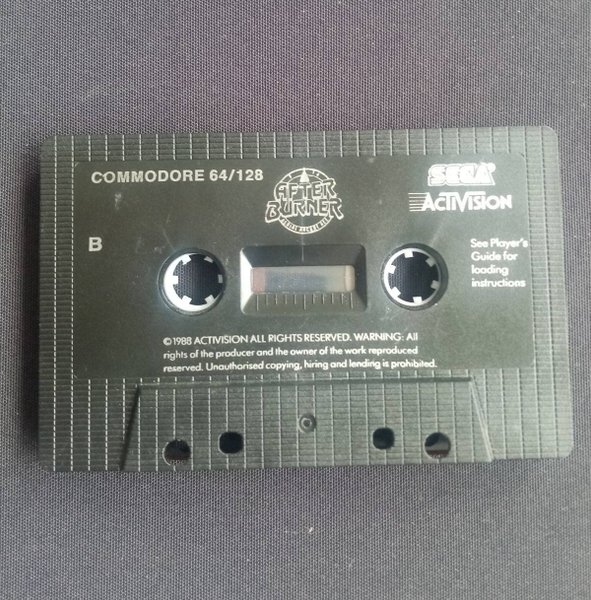 COMMODORE 64/128
AFTER
BURNER
SEGA®
ACTIVISION
B
See Player's
Guide for
loading
instructions
©1988 ACTIVISION ALL RIGHTS RESERVED. WARNING: All
rights of the producer and the owner of the work reproduced
reserved. Unauthorised copying, hiring and lending is prohibited.